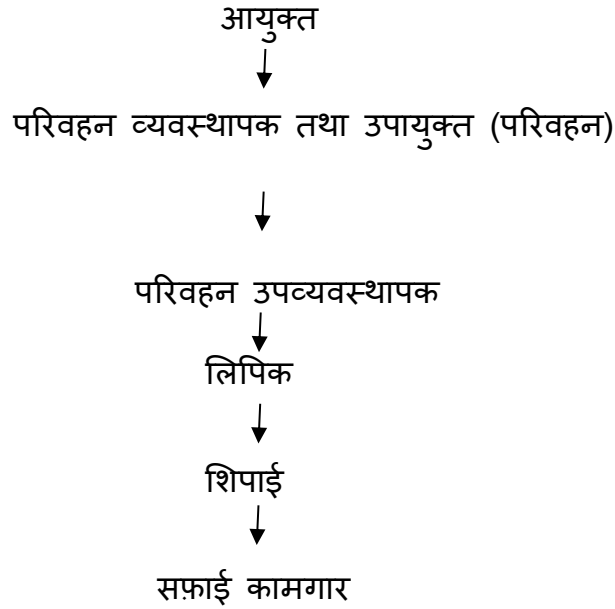 आयुक्त
परिवहन व्यवस्थापक तथा उपायुक्त (परिवहन)
परिवहन उपव्यवस्थापक
लिपिक
शिपाई
सफ़ाई कामगार